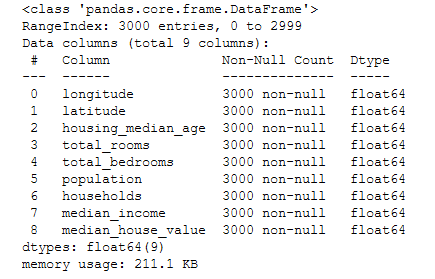 <class 'pandas.core.frame.DataFrame'>
RangeIndex: 3000 entries, 0 to 2999
Data columns (total 9 columns):
 #   Column              Non-Null Count  Dtype
---  ------              --------------  -----
 0   longitude           3000 non-null   float64
 1   latitude            3000 non-null   float64
 2   housing_median_age  3000 non-null   float64
 3   total_rooms         3000 non-null   float64
 4   total_bedrooms      3000 non-null   float64
 5   population          3000 non-null   float64
 6   households          3000 non-null   float64
 7   median_income       3000 non-null   float64
 8   median_house_value  3000 non-null   float64
dtypes: float64(9)
memory usage: 211.1 KB